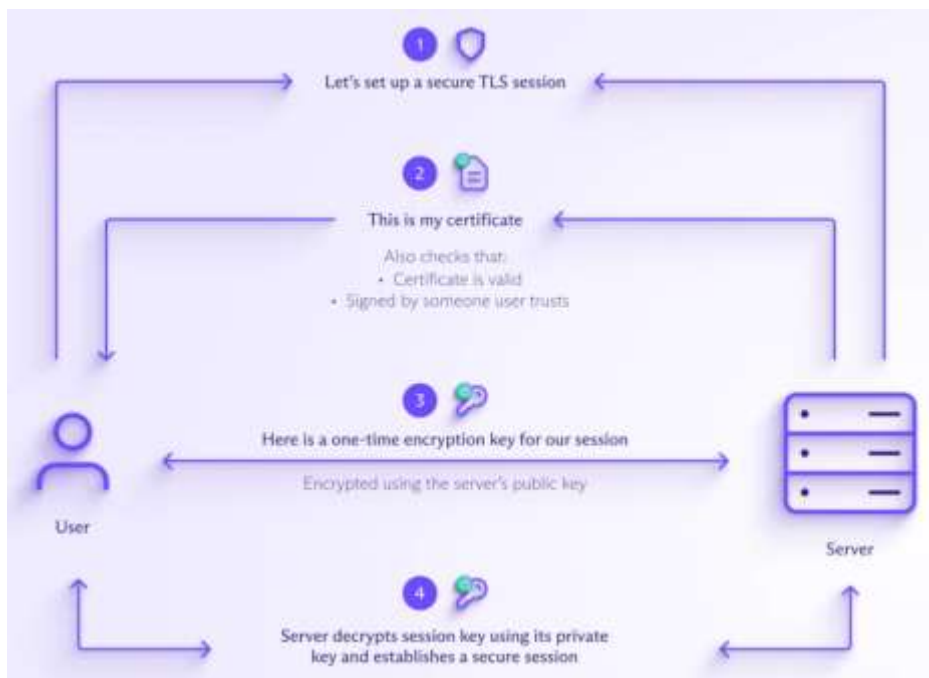 1
Let's set up a secure TLS session
2
This is my certificate
Also checks that:
• Certificate is valid
• Signed by someone user trusts
3
Here is a one-time encryption key for our session
Encrypted using the server's public key
User
Server
4
Server decrypts session key using its private
key and establishes a secure session